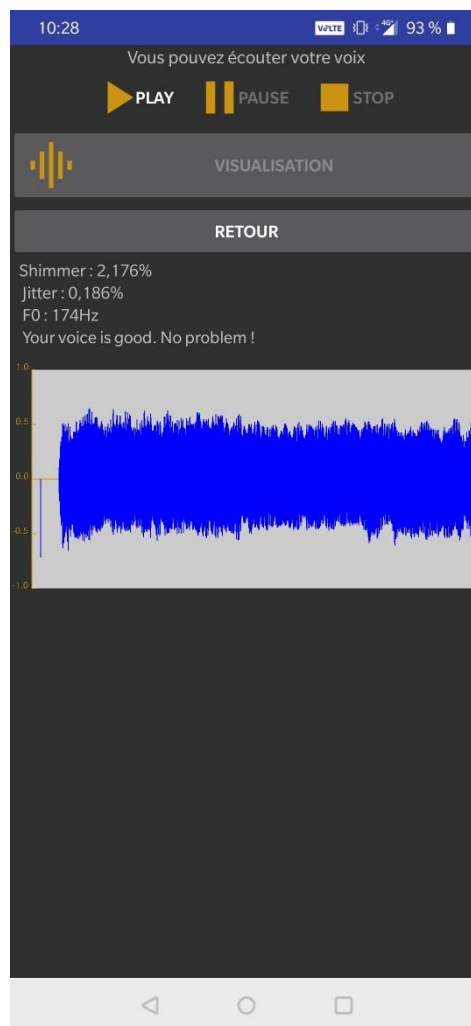 10:28 VoLTE 4G+ 93 %
Vous pouvez écouter votre voix
PLAY PAUSE STOP
VISUALISATION
RETOUR
Shimmer : 2,176%
Jitter : 0,186%
F0 : 174Hz
Your voice is good. No problem !
1.0
0.5
0.0
-0.5
-1.0